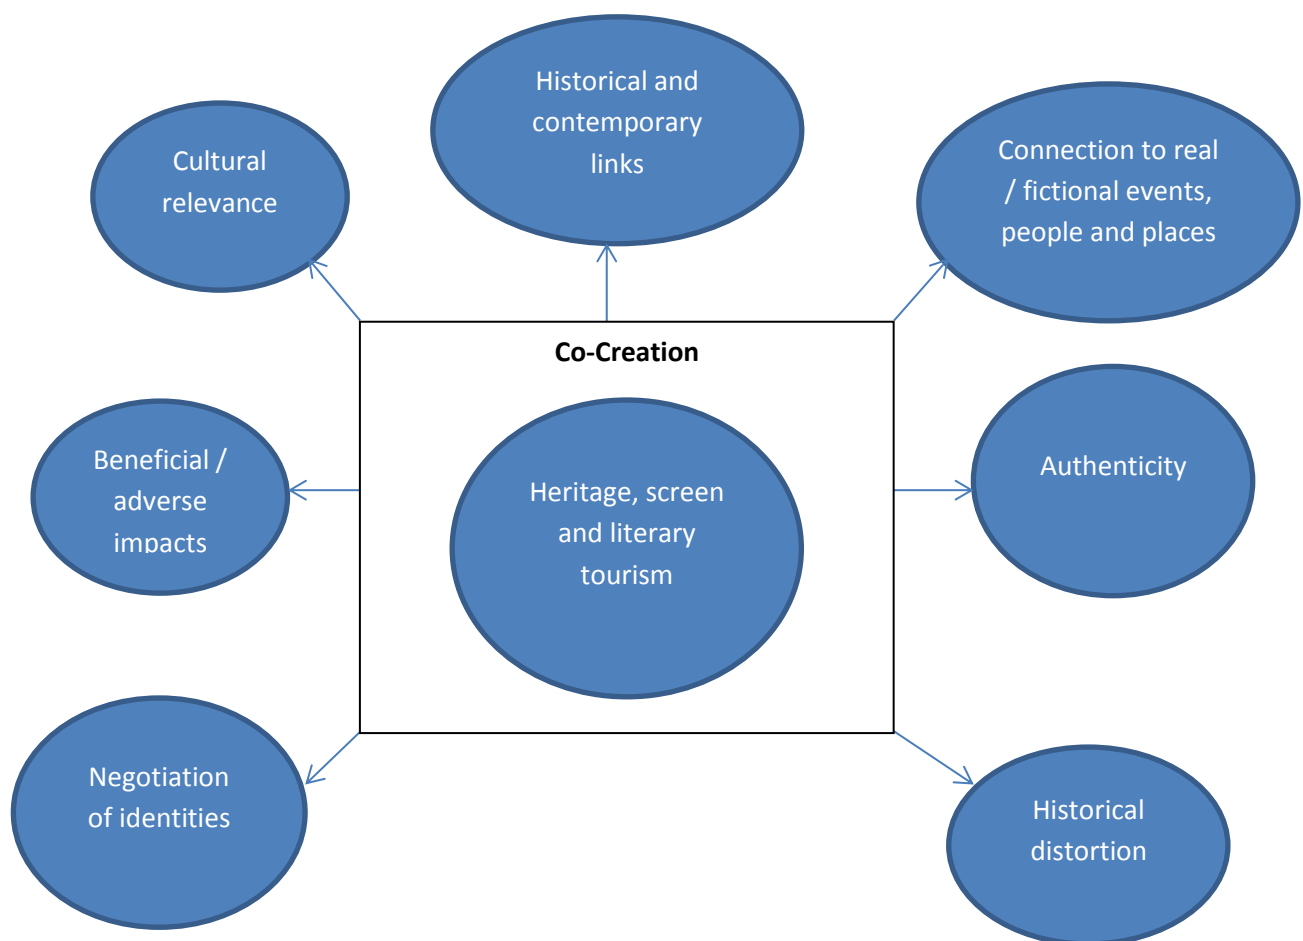 Historical and
contemporary
links
Cultural
relevance
Connection to real
/ fictional events,
people and places
Co-Creation
Beneficial /
adverse
impacts
Heritage, screen
and literary
tourism
Authenticity
Negotiation
of identities
Historical
distortion